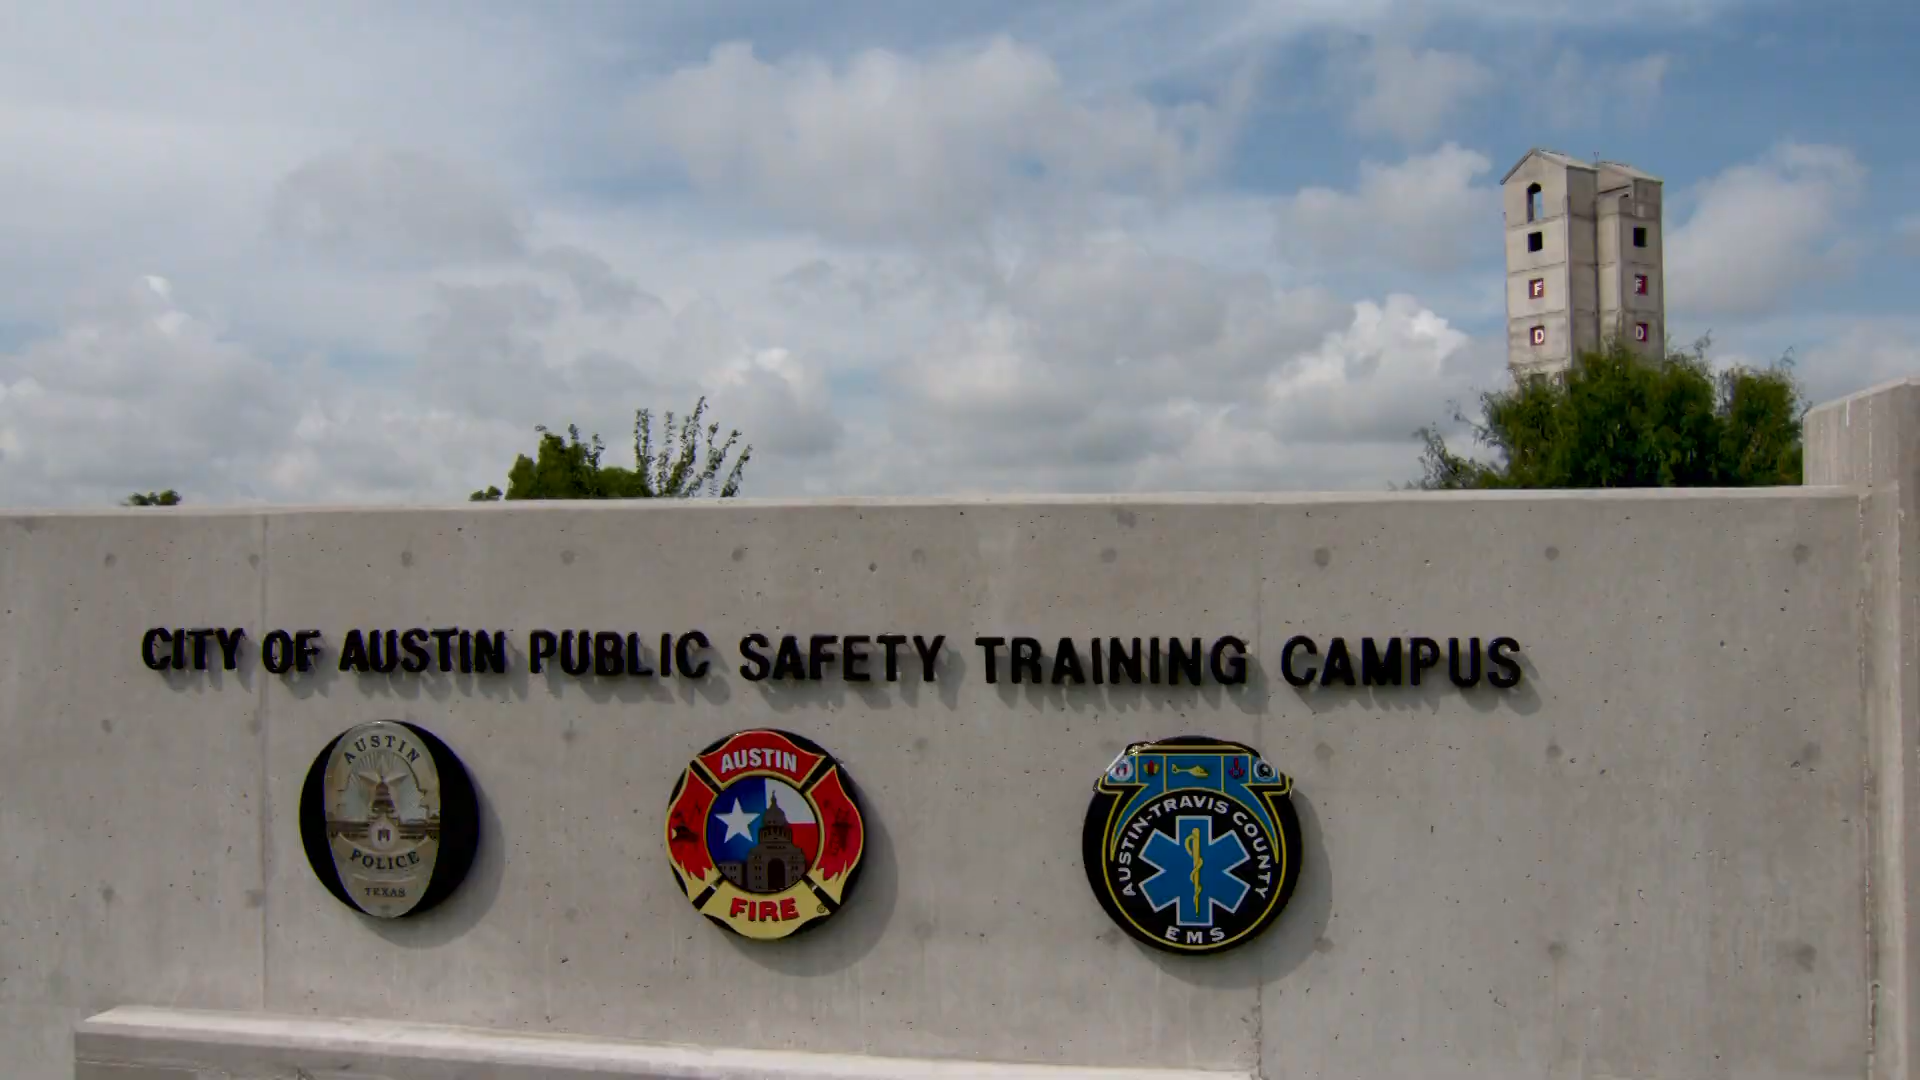 F
F
D
D
CITY OF AUSTIN PUBLIC SAFETY TRAINING CAMPUS
AUSTIN
POLICE
TEXAS
AUSTIN
FIRE
AUSTIN-TRAVIS COUNTY
EMS